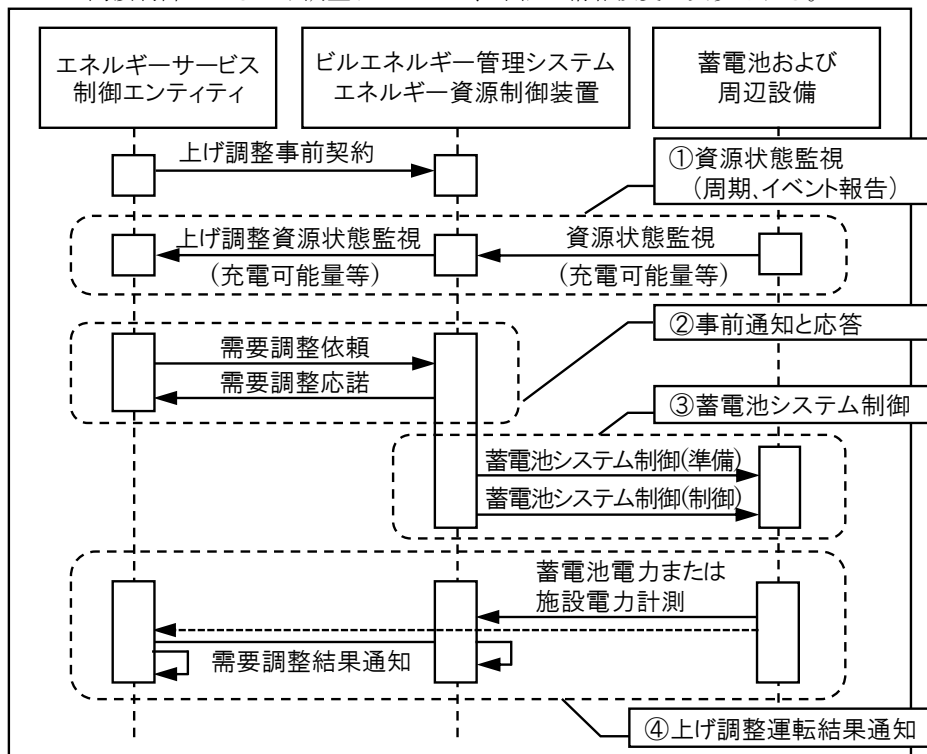 エネルギーサービス
制御エンティティ
ビルエネルギー管理システム
エネルギー資源制御装置
蓄電池および
周辺設備
上げ調整事前契約
①資源状態監視
(周期、イベント報告)
上げ調整資源状態監視
(充電可能量等)
資源状態監視
(充電可能量等)
②事前通知と応答
需要調整依頼
需要調整応諾
③蓄電池システム制御
蓄電池システム制御(準備)
蓄電池システム制御(制御)
蓄電池電力または
施設電力計測
需要調整結果通知
④上げ調整運転結果通知